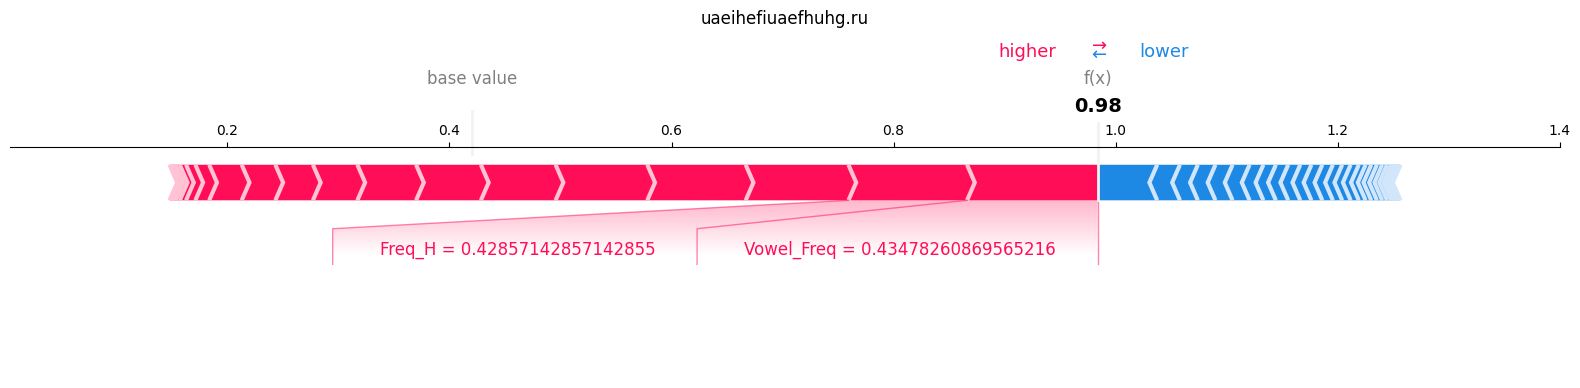 uaeihefiuaefhuhg.ru
higher → lower
←
base value f(x)
0.98
0.2 0.4 0.6 0.8 1.0 1.2 1.4
Freq_H = 0.42857142857142855 Vowel_Freq = 0.43478260869565216